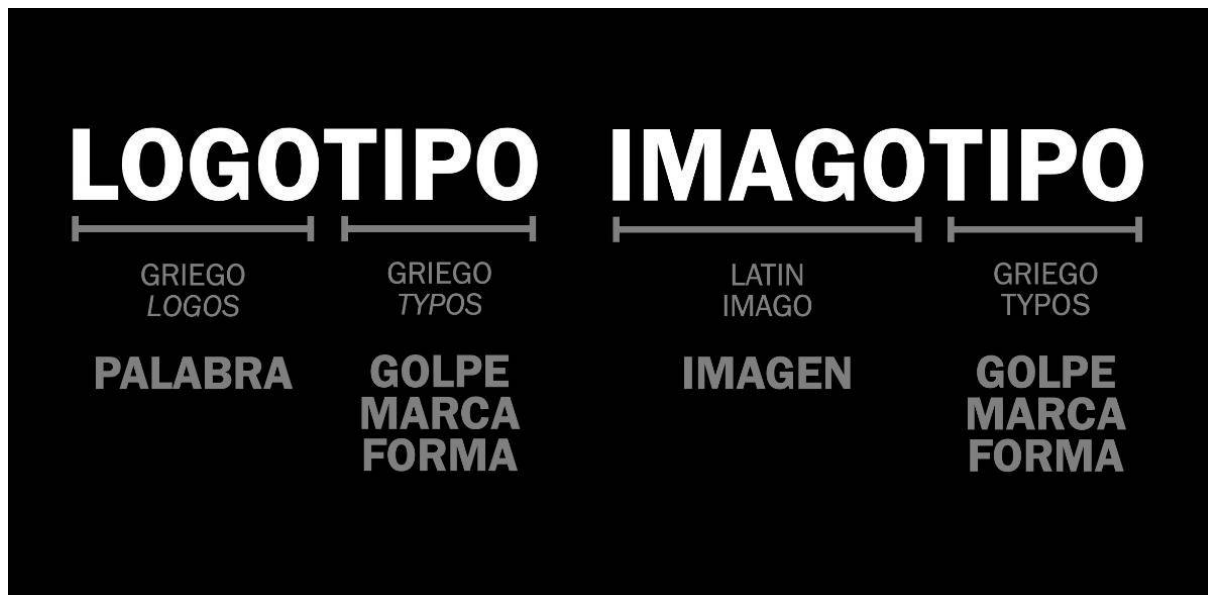 LOGOTIPO
GRIEGO
LOGOS
PALABRA
GRIEGO
TYPOS
GOLPE
MARCA
FORMA
IMAGOTIPO
LATIN
IMAGO
IMAGEN
GRIEGO
TYPOS
GOLPE
MARCA
FORMA